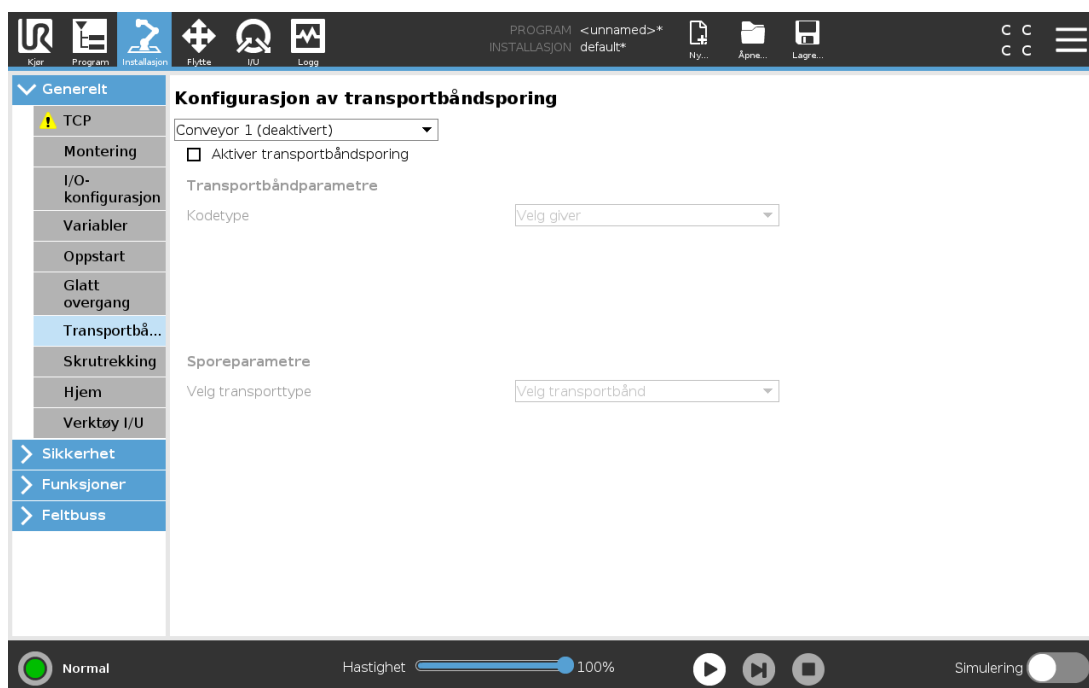 PROGRAM <unnamed>*
INSTALLASJON default*
C C
C C
Kjør Program Installasjon Flytte I/U Logg Ny... Åpne... Lagre...
Generelt
TCP
Montering
I/O-
konfigurasjon
Variabler
Oppstart
Glatt
overgang
Transportbå...
Skrutrekking
Hjem
Verktøy I/U
Sikkerhet
Funksjoner
Feltbuss
Konfigurasjon av transportbåndsporing
Conveyor 1 (deaktivert)
Aktiver transportbåndsporing
Transportbåndparametre
Kodetype Velg giver
Sporeparametre
Velg transporttype Velg transportbånd
Normal Hastighet 100% Simulering